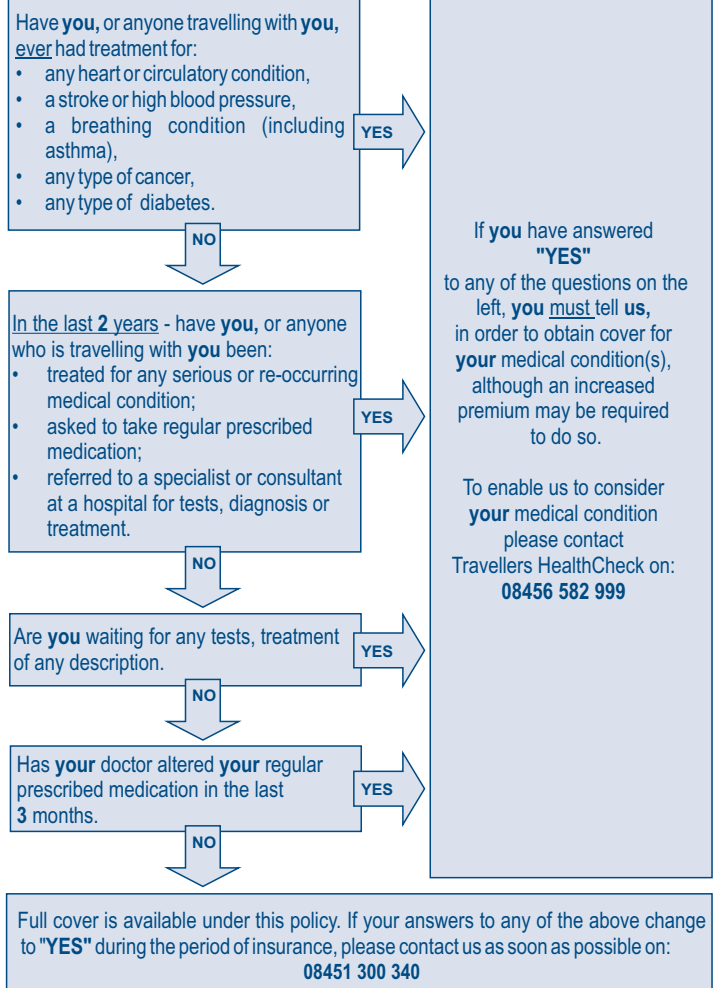 Have you, or anyone travelling with you,
ever had treatment for:
• any heart or circulatory condition,
• a stroke or high blood pressure,
• a breathing condition (including
asthma),
• any type of cancer,
• any type of diabetes.
YES
NO
In the last 2 years - have you, or anyone
who is travelling with you been:
• treated for any serious or re-occurring
medical condition;
• asked to take regular prescribed
medication;
• referred to a specialist or consultant
at a hospital for tests, diagnosis or
treatment.
YES
NO
Are you waiting for any tests, treatment
of any description.
YES
NO
Has your doctor altered your regular
prescribed medication in the last
3 months.
YES
NO
If you have answered
"YES"
to any of the questions on the
left, you must tell us,
in order to obtain cover for
your medical condition(s),
although an increased
premium may be required
to do so.
To enable us to consider
your medical condition
please contact
Travellers HealthCheck on:
08456 582 999
Full cover is available under this policy. If your answers to any of the above change
to "YES" during the period of insurance, please contact us as soon as possible on:
08451 300 340